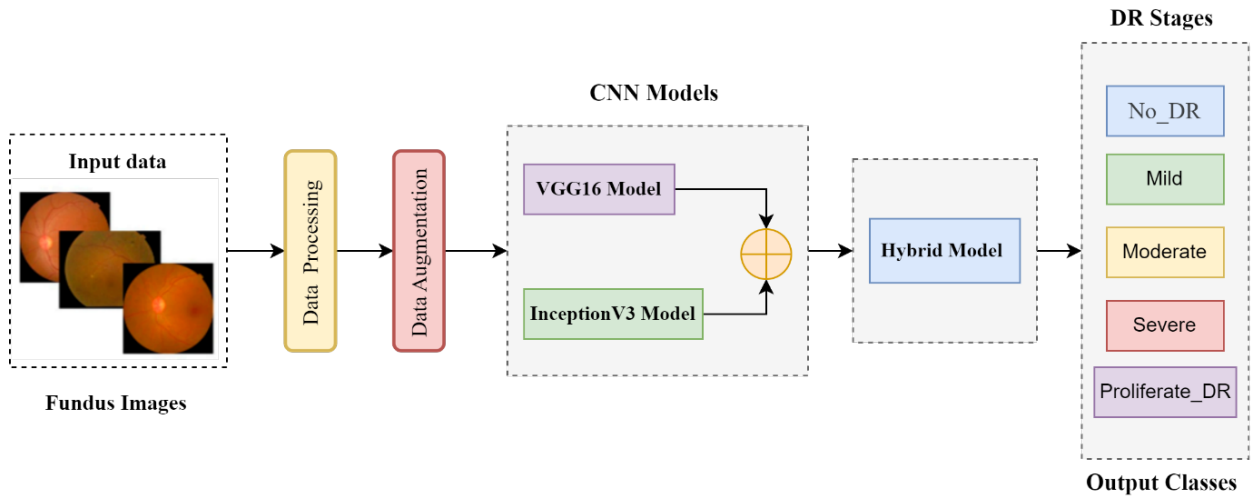 Input data
Fundus Images
Data Processing
Data Augmentation
CNN Models
VGG16 Model
InceptionV3 Model
Hybrid Model
DR Stages
No_DR
Mild
Moderate
Severe
Proliferate_DR
Output Classes